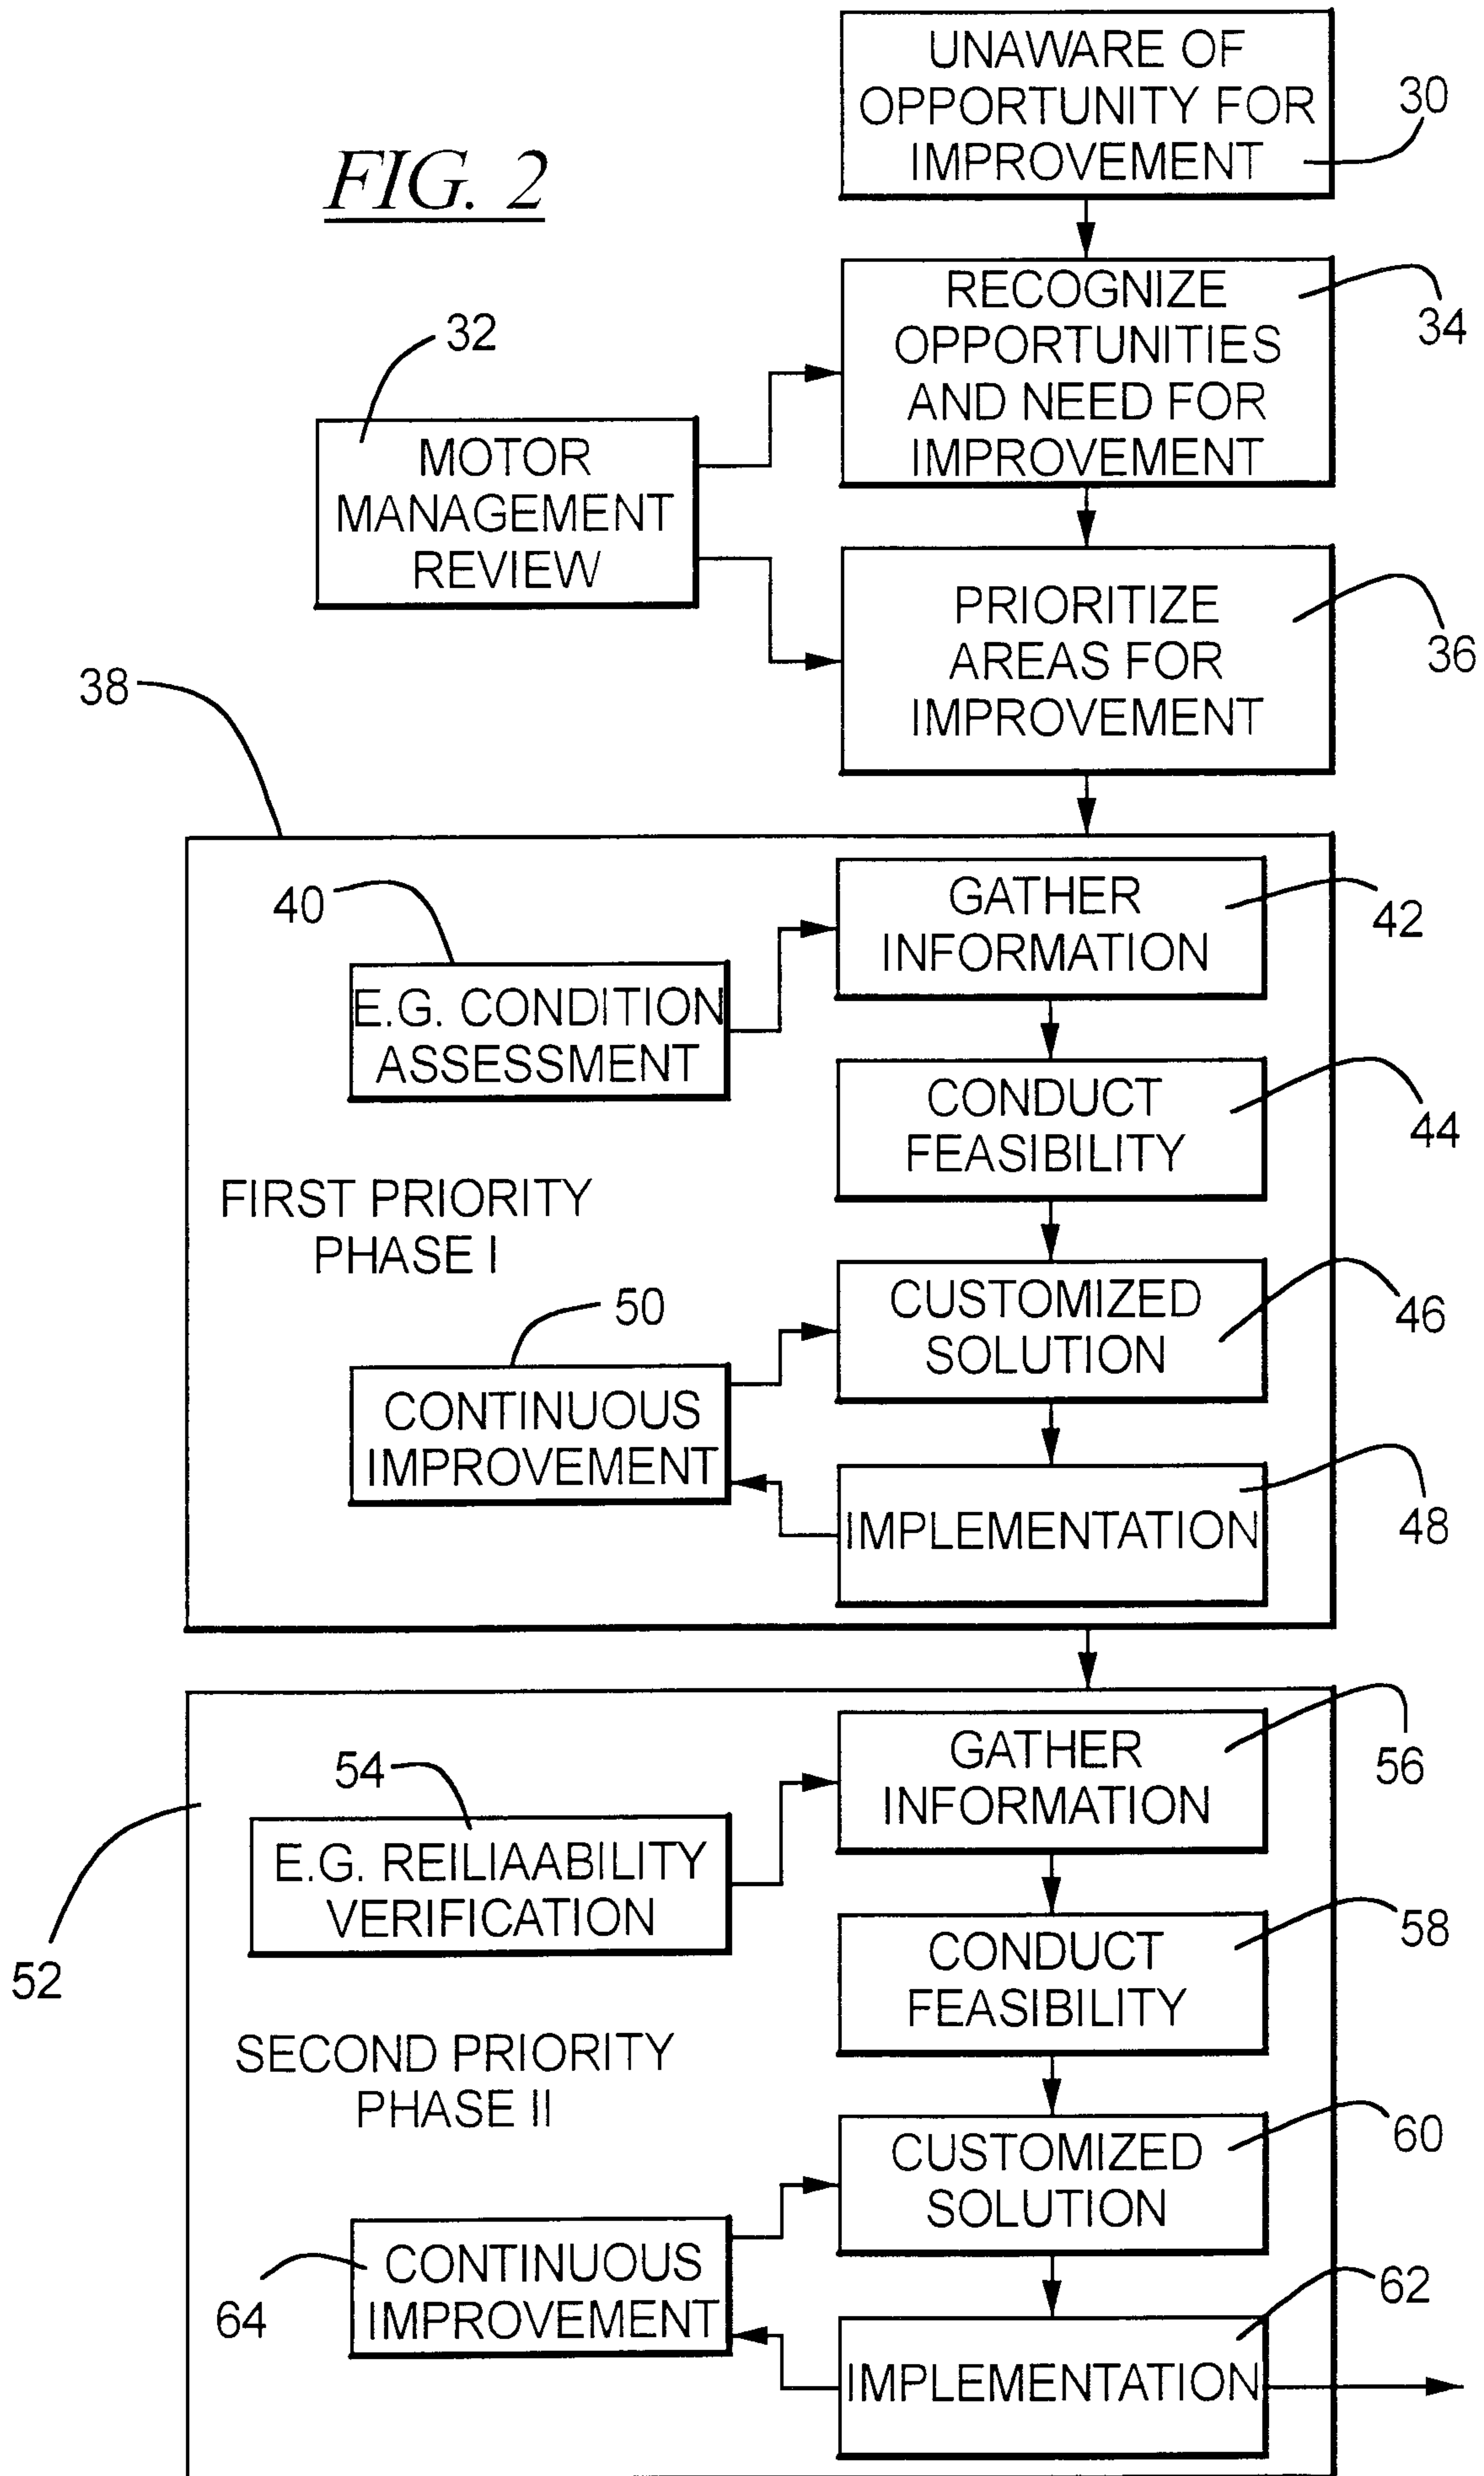 UNAWARE OF
OPPORTUNITY FOR
IMPROVEMENT
30
FIG. 2
RECOGNIZE
OPPORTUNITIES
AND NEED FOR
IMPROVEMENT
34
32
MOTOR
MANAGEMENT
REVIEW
PRIORITIZE
AREAS FOR
IMPROVEMENT
36
38
GATHER
INFORMATION
42
40
E.G. CONDITION
ASSESSMENT
CONDUCT
FEASIBILITY
44
FIRST PRIORITY
PHASE I
CUSTOMIZED
SOLUTION
46
50
CONTINUOUS
IMPROVEMENT
IMPLEMENTATION
48
GATHER
INFORMATION
56
54
E.G. REILIAABILITY
VERIFICATION
52
CONDUCT
FEASIBILITY
58
SECOND PRIORITY
PHASE II
CUSTOMIZED
SOLUTION
60
CONTINUOUS
IMPROVEMENT
64
IMPLEMENTATION
62